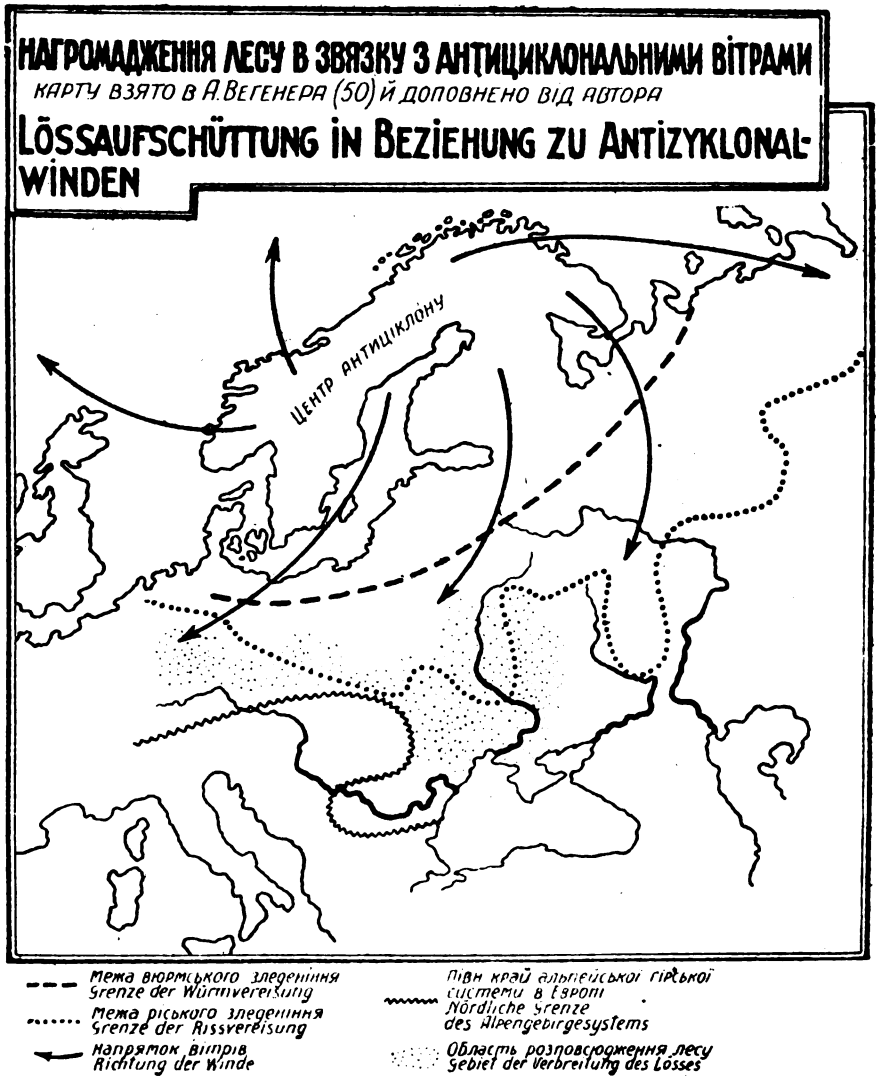 НАГРОМАДЖЕННЯ ЛЕСУ В ЗВЯЗКУ З АНТИЦИКЛОНАЛЬНИМИ ВІТРАМИ
КАРТУ ВЗЯТО В А.ВЕГЕНЕРА (50) Й ДОПОВНЕНО ВІД АВТОРА
LÖSSAUFSCHÜTTUNG IN BEZIEHUNG ZU ANTIZYKLONAL-
WINDEN
ЦЕНТР АНТИЦІКЛОНУ
Межа вюрмського зледеніння
Grenze der Würmvereisung
Межа ріського зледеніння
Grenze der Rissvereisung
Напрямок вітрів
Richtung der Winde
Півн край альпейської гірської
системи в Европі
Nördliche Grenze
des Alpengebirgesystems
Область розповсюдження лесу
Gebiet der Verbreitung des Lösses